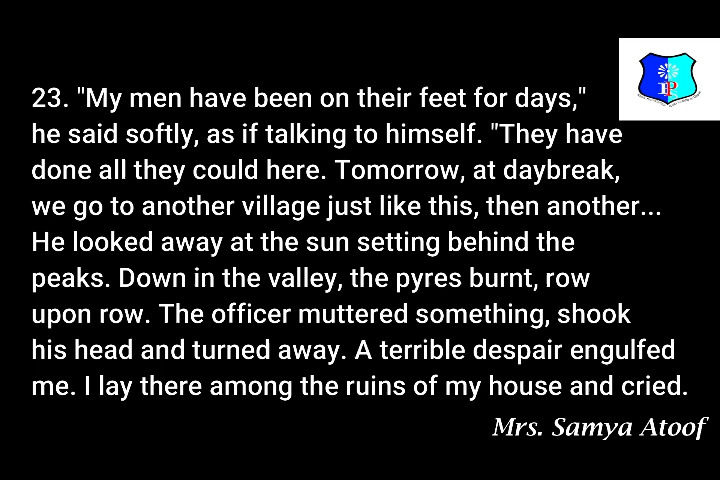 23. "My men have been on their feet for days,"
he said softly, as if talking to himself. "They have
done all they could here. Tomorrow, at daybreak,
we go to another village just like this, then another...
He looked away at the sun setting behind the
peaks. Down in the valley, the pyres burnt, row
upon row. The officer muttered something, shook
his head and turned away. A terrible despair engulfed
me. I lay there among the ruins of my house and cried.
Mrs. Samya Atoof